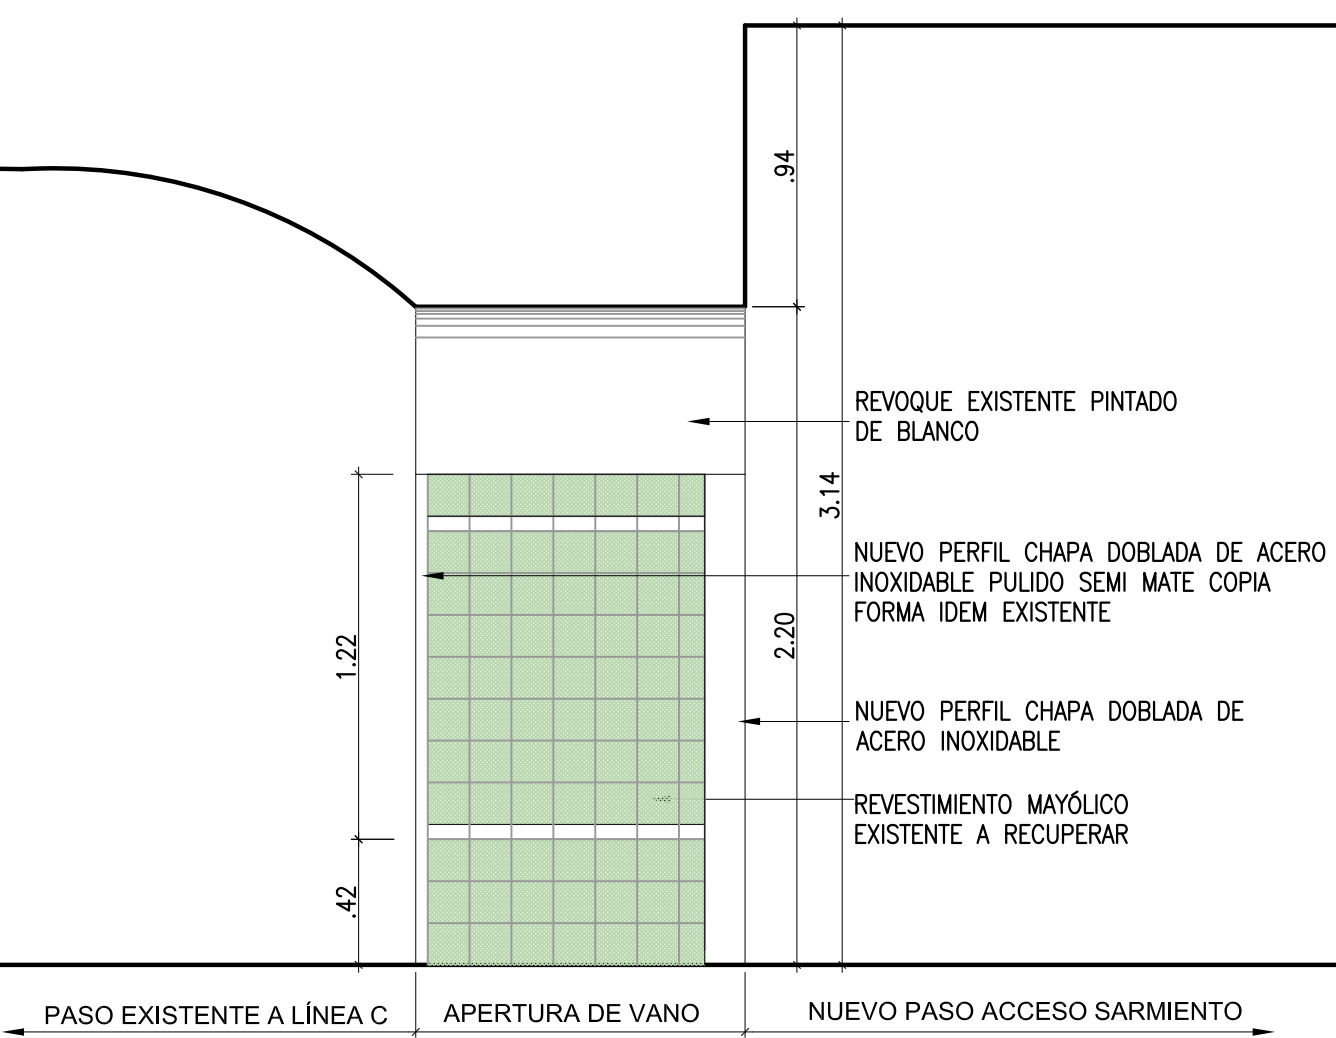 .94
REVOQUE EXISTENTE PINTADO
DE BLANCO
3.14
NUEVO PERFIL CHAPA DOBLADA DE ACERO
INOXIDABLE PULIDO SEMI MATE COPIA
FORMA IDEM EXISTENTE
2.20
1.22
NUEVO PERFIL CHAPA DOBLADA DE
ACERO INOXIDABLE
REVESTIMIENTO MAYÓLICO
EXISTENTE A RECUPERAR
.42
PASO EXISTENTE A LÍNEA C
APERTURA DE VANO
NUEVO PASO ACCESO SARMIENTO